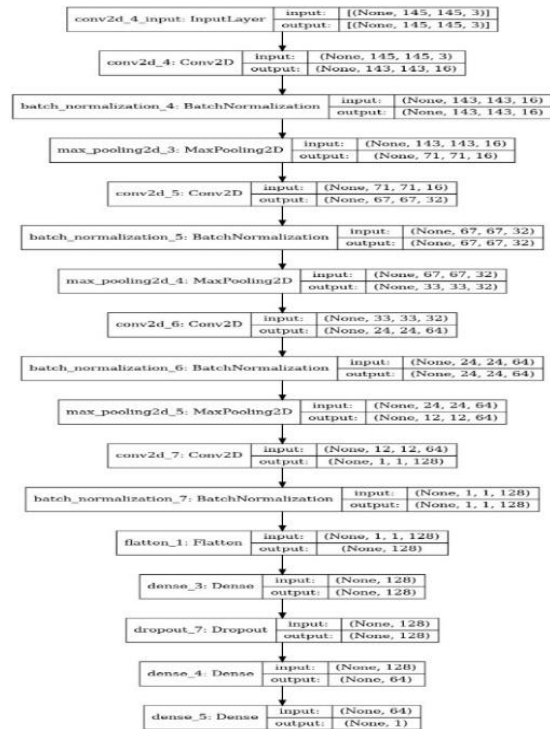 conv2d_4_input: InputLayer input: [(None, 145, 145, 3)]
output: [(None, 145, 145, 3)]
conv2d_4: Conv2D input: (None, 145, 145, 3)
output: (None, 143, 143, 16)
batch_normalization_4: BatchNormalization input: (None, 143, 143, 16)
output: (None, 143, 143, 16)
max_pooling2d_3: MaxPooling2D input: (None, 143, 143, 16)
output: (None, 71, 71, 16)
conv2d_5: Conv2D input: (None, 71, 71, 16)
output: (None, 67, 67, 32)
batch_normalization_5: BatchNormalization input: (None, 67, 67, 32)
output: (None, 67, 67, 32)
max_pooling2d_4: MaxPooling2D input: (None, 67, 67, 32)
output: (None, 33, 33, 32)
conv2d_6: Conv2D input: (None, 33, 33, 32)
output: (None, 24, 24, 64)
batch_normalization_6: BatchNormalization input: (None, 24, 24, 64)
output: (None, 24, 24, 64)
max_pooling2d_5: MaxPooling2D input: (None, 24, 24, 64)
output: (None, 12, 12, 64)
conv2d_7: Conv2D input: (None, 12, 12, 64)
output: (None, 1, 1, 128)
batch_normalization_7: BatchNormalization input: (None, 1, 1, 128)
output: (None, 1, 1, 128)
flatten_1: Flatten input: (None, 1, 1, 128)
output: (None, 128)
dense_3: Dense input: (None, 128)
output: (None, 128)
dropout_7: Dropout input: (None, 128)
output: (None, 128)
dense_4: Dense input: (None, 128)
output: (None, 64)
dense_5: Dense input: (None, 64)
output: (None, 1)